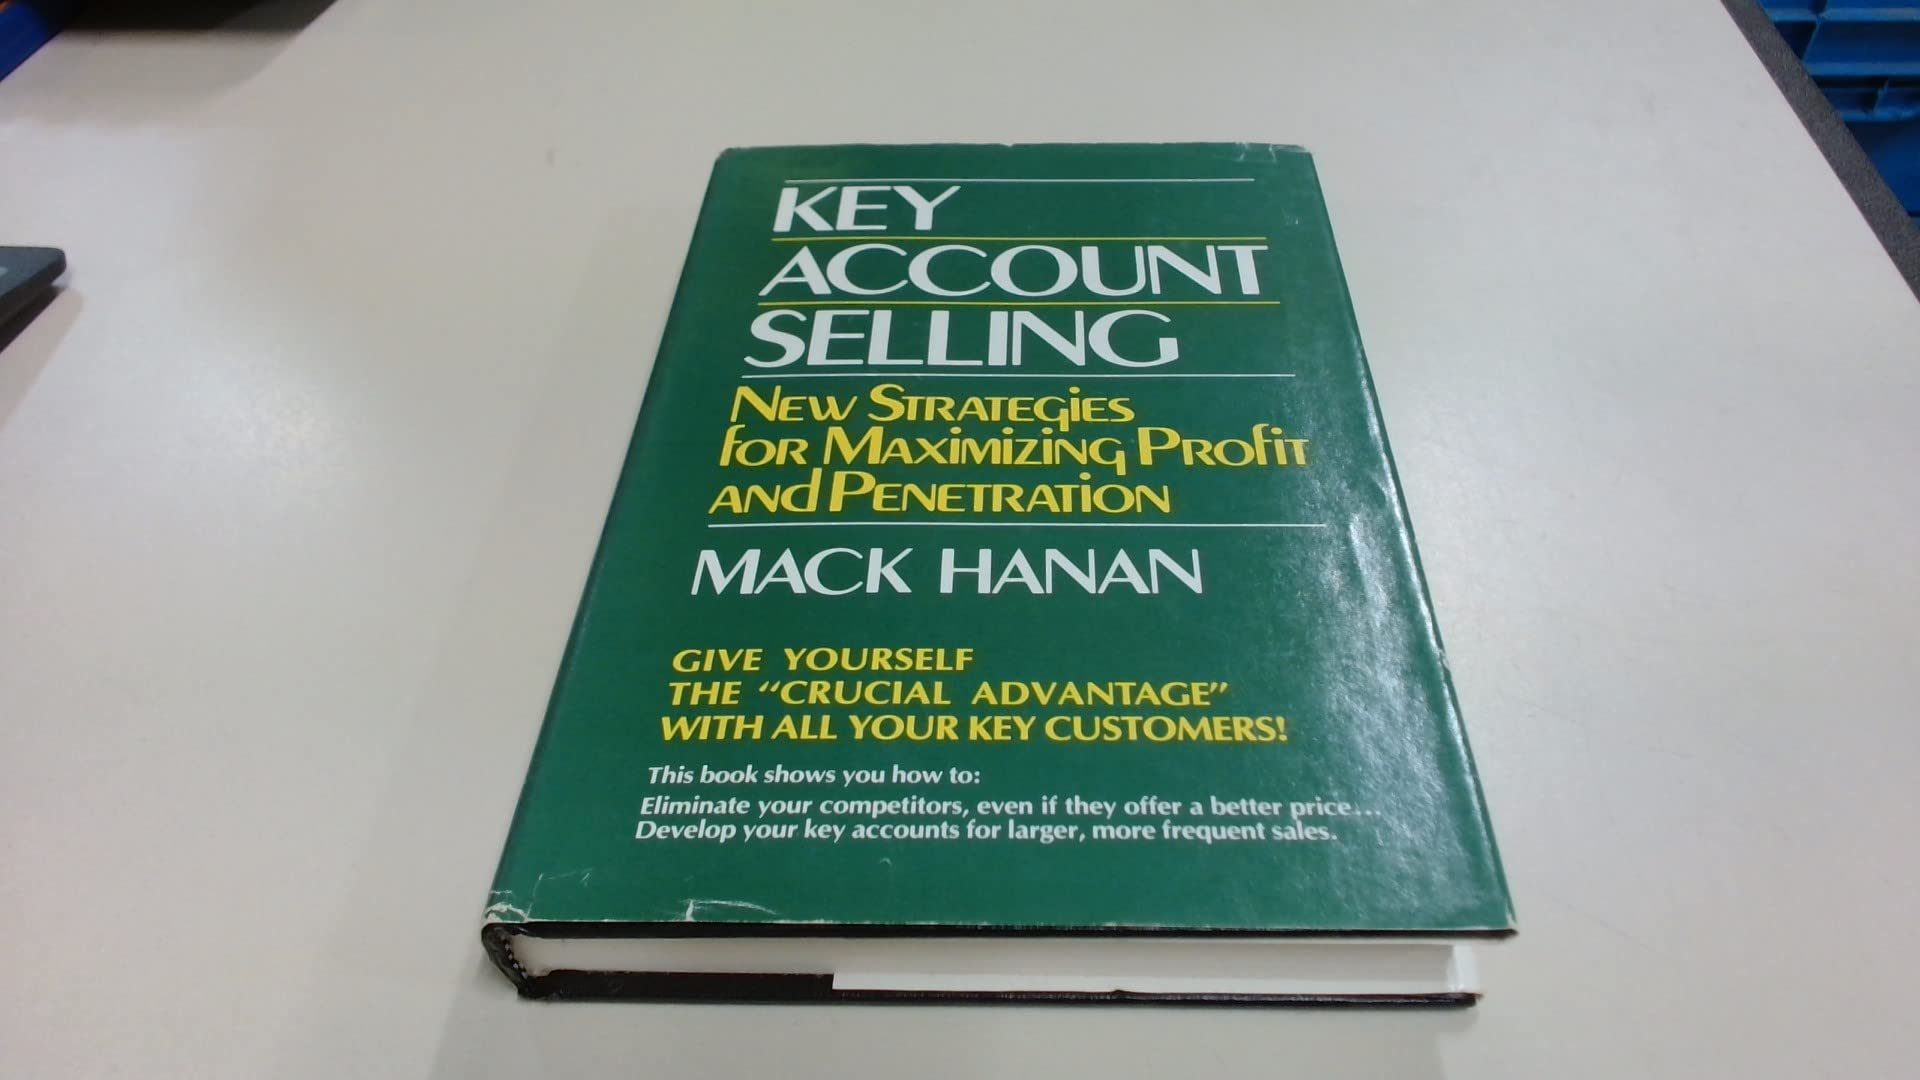 KEY
ACCOUNT
SELLING
NEW STRATEGIES
for MAXIMIZING PROFIT
AND PENETRATION
MACK HANAN
GIVE YOURSELF
THE “CRUCIAL ADVANTAGE”
WITH ALL YOUR KEY CUSTOMERS!
This book shows you how to:
Eliminate your competitors, even if they offer a better price...
Develop your key accounts for larger, more frequent sales.